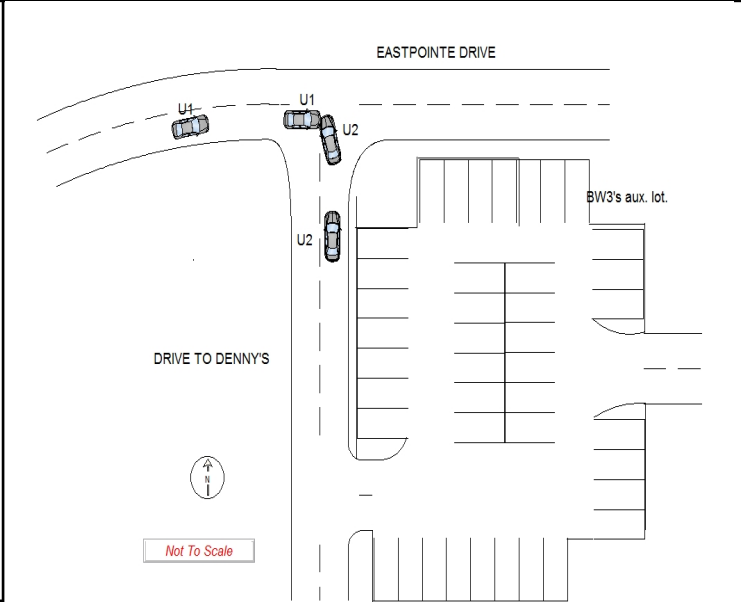 EASTPOINTE DRIVE
U1
U1
U2
BW3's aux. lot.
U2
DRIVE TO DENNY'S
N
Not To Scale